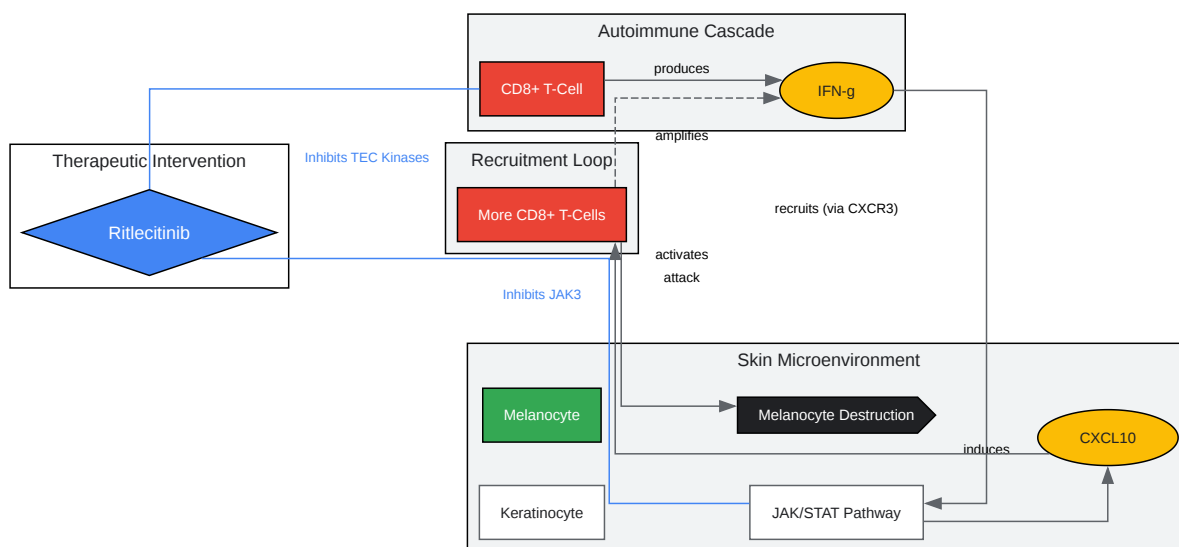 Autoimmune Cascade
CD8+ T-Cell
produces
IFN-g
amplifies
Therapeutic Intervention
Inhibits TEC Kinases
Recruitment Loop
Ritlecitinib
More CD8+ T-Cells
recruits (via CXCR3)
activates
attack
Inhibits JAK3
Skin Microenvironment
Melanocyte
Melanocyte Destruction
CXCL10
induces
Keratinocyte
JAK/STAT Pathway